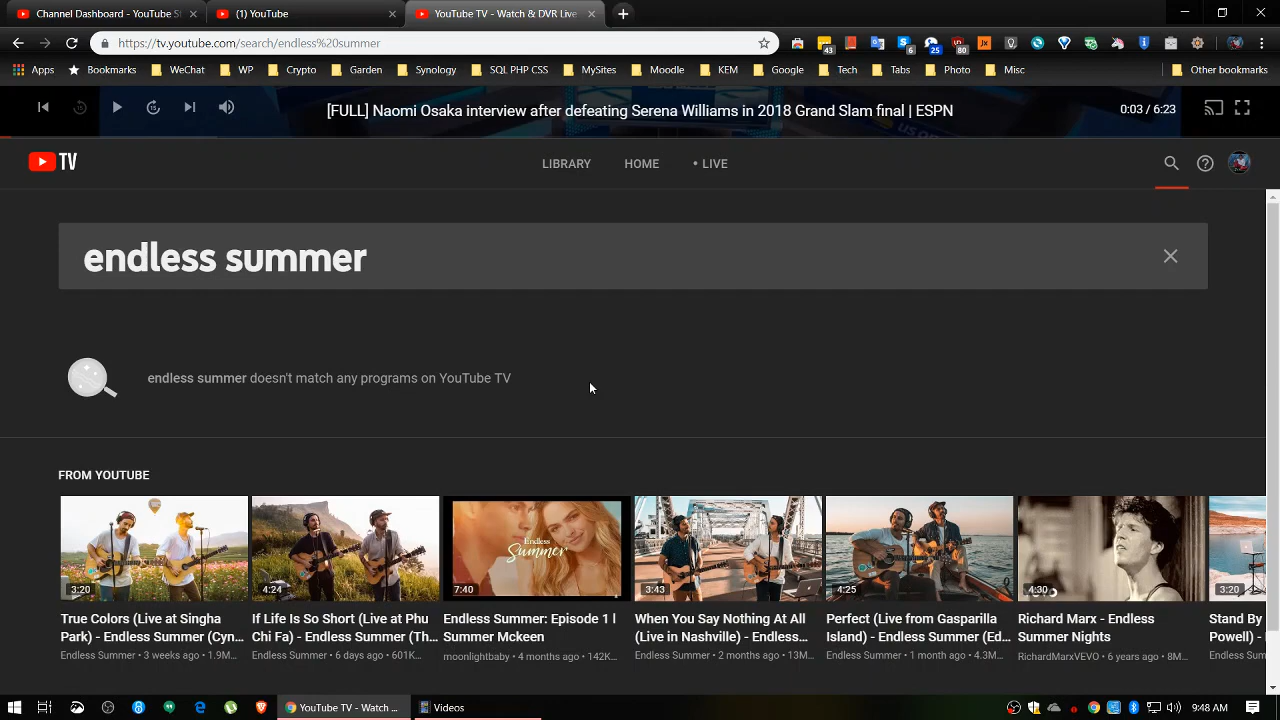 Channel Dashboard - YouTube S
(1) YouTube
YouTube TV - Watch & DVR Live
https://tv.youtube.com/search/endless%20summer
43
6
25
80
Apps
Bookmarks
WeChat
WP
Crypto
Garden
Synology
SQL PHP CSS
MySites
Moodle
KEM
Google
Tech
Tabs
Photo
Misc
Other bookmarks
[FULL] Naomi Osaka interview after defeating Serena Williams in 2018 Grand Slam final | ESPN
0:03 / 6:23
TV
LIBRARY
HOME
• LIVE
endless summer
endless summer doesn't match any programs on YouTube TV
FROM YOUTUBE
3:20
4:24
Endless
Summer
7:40
3:43
4:25
4:30
3:20
True Colors (Live at Singha
Park) - Endless Summer (Cyn...
Endless Summer • 3 weeks ago • 1.9M...
If Life Is So Short (Live at Phu
Chi Fa) - Endless Summer (Th...
Endless Summer • 6 days ago • 601K...
Endless Summer: Episode 1 l
Summer Mckeen
moonlightbaby • 4 months ago • 142K...
When You Say Nothing At All
(Live in Nashville) - Endless...
Endless Summer • 2 months ago • 13M...
Perfect (Live from Gasparilla
Island) - Endless Summer (Ed...
Endless Summer • 1 month ago • 4.3M...
Richard Marx - Endless
Summer Nights
RichardMarxVEVO • 6 years ago • 8M...
Stand By
Powell) -
Endless Sum
YouTube TV - Watch ...
Videos
9:48 AM